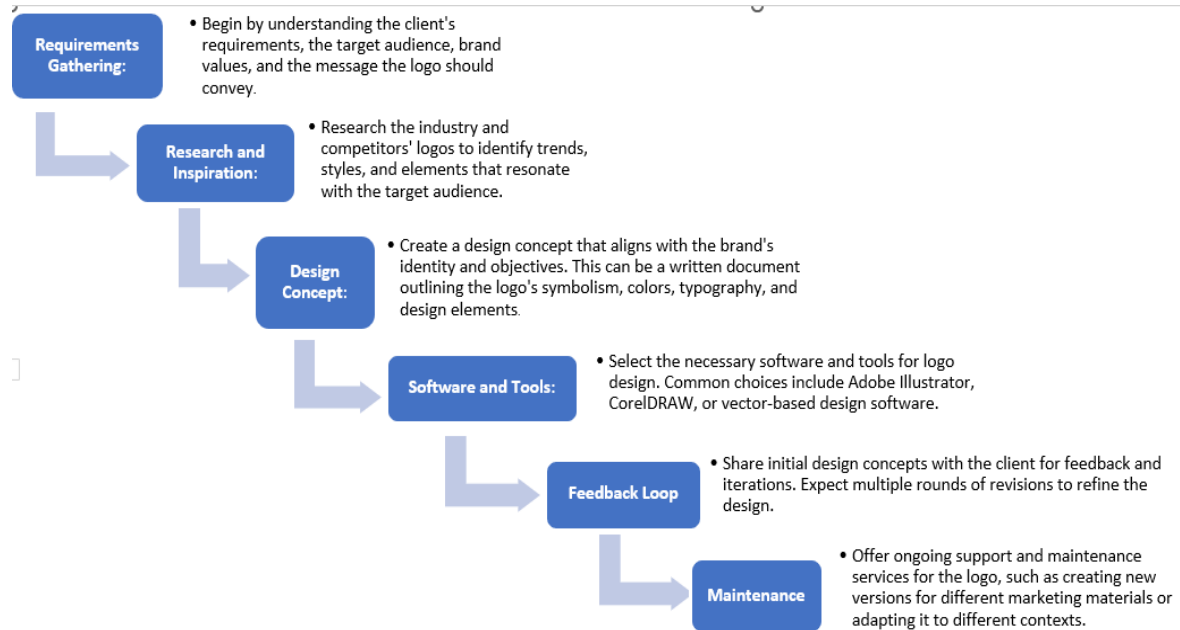 Requirements
Gathering:
• Begin by understanding the client's
requirements, the target audience, brand
values, and the message the logo should
convey.
Research and
Inspiration:
• Research the industry and
competitors' logos to identify trends,
styles, and elements that resonate
with the target audience.
Design
Concept:
• Create a design concept that aligns with the brand's
identity and objectives. This can be a written document
outlining the logo's symbolism, colors, typography, and
design elements.
Software and Tools:
• Select the necessary software and tools for logo
design. Common choices include Adobe Illustrator,
CorelDRAW, or vector-based design software.
Feedback Loop
• Share initial design concepts with the client for feedback and
iterations. Expect multiple rounds of revisions to refine the
design.
Maintenance
• Offer ongoing support and maintenance
services for the logo, such as creating new
versions for different marketing materials or
adapting it to different contexts.